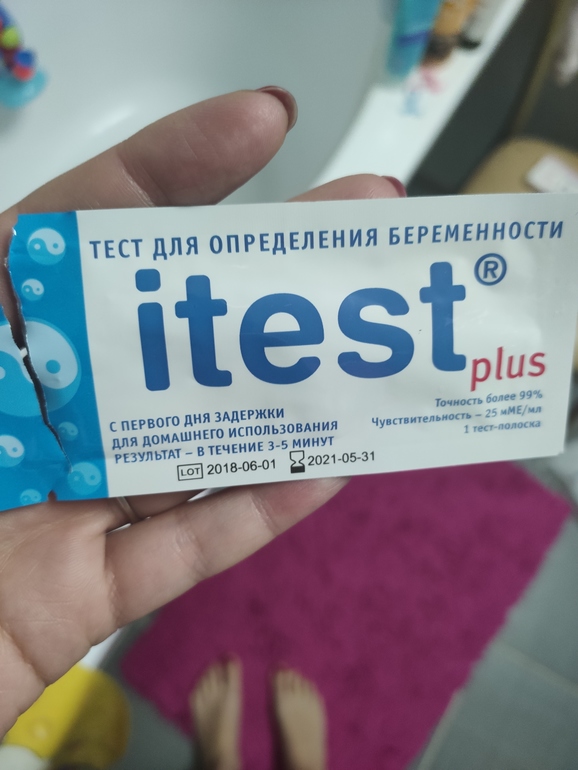 ТЕСТ ДЛЯ ОПРЕДЕЛЕНИЯ БЕРЕМЕННОСТИ
itest®
plus
Точность более 99%
Чувствительность – 25 мМЕ/мл
1 тест-полоска
С ПЕРВОГО ДНЯ ЗАДЕРЖКИ
ДЛЯ ДОМАШНЕГО ИСПОЛЬЗОВАНИЯ
РЕЗУЛЬТАТ – В ТЕЧЕНИЕ 3-5 МИНУТ
LOT 2018-06-01 2021-05-31